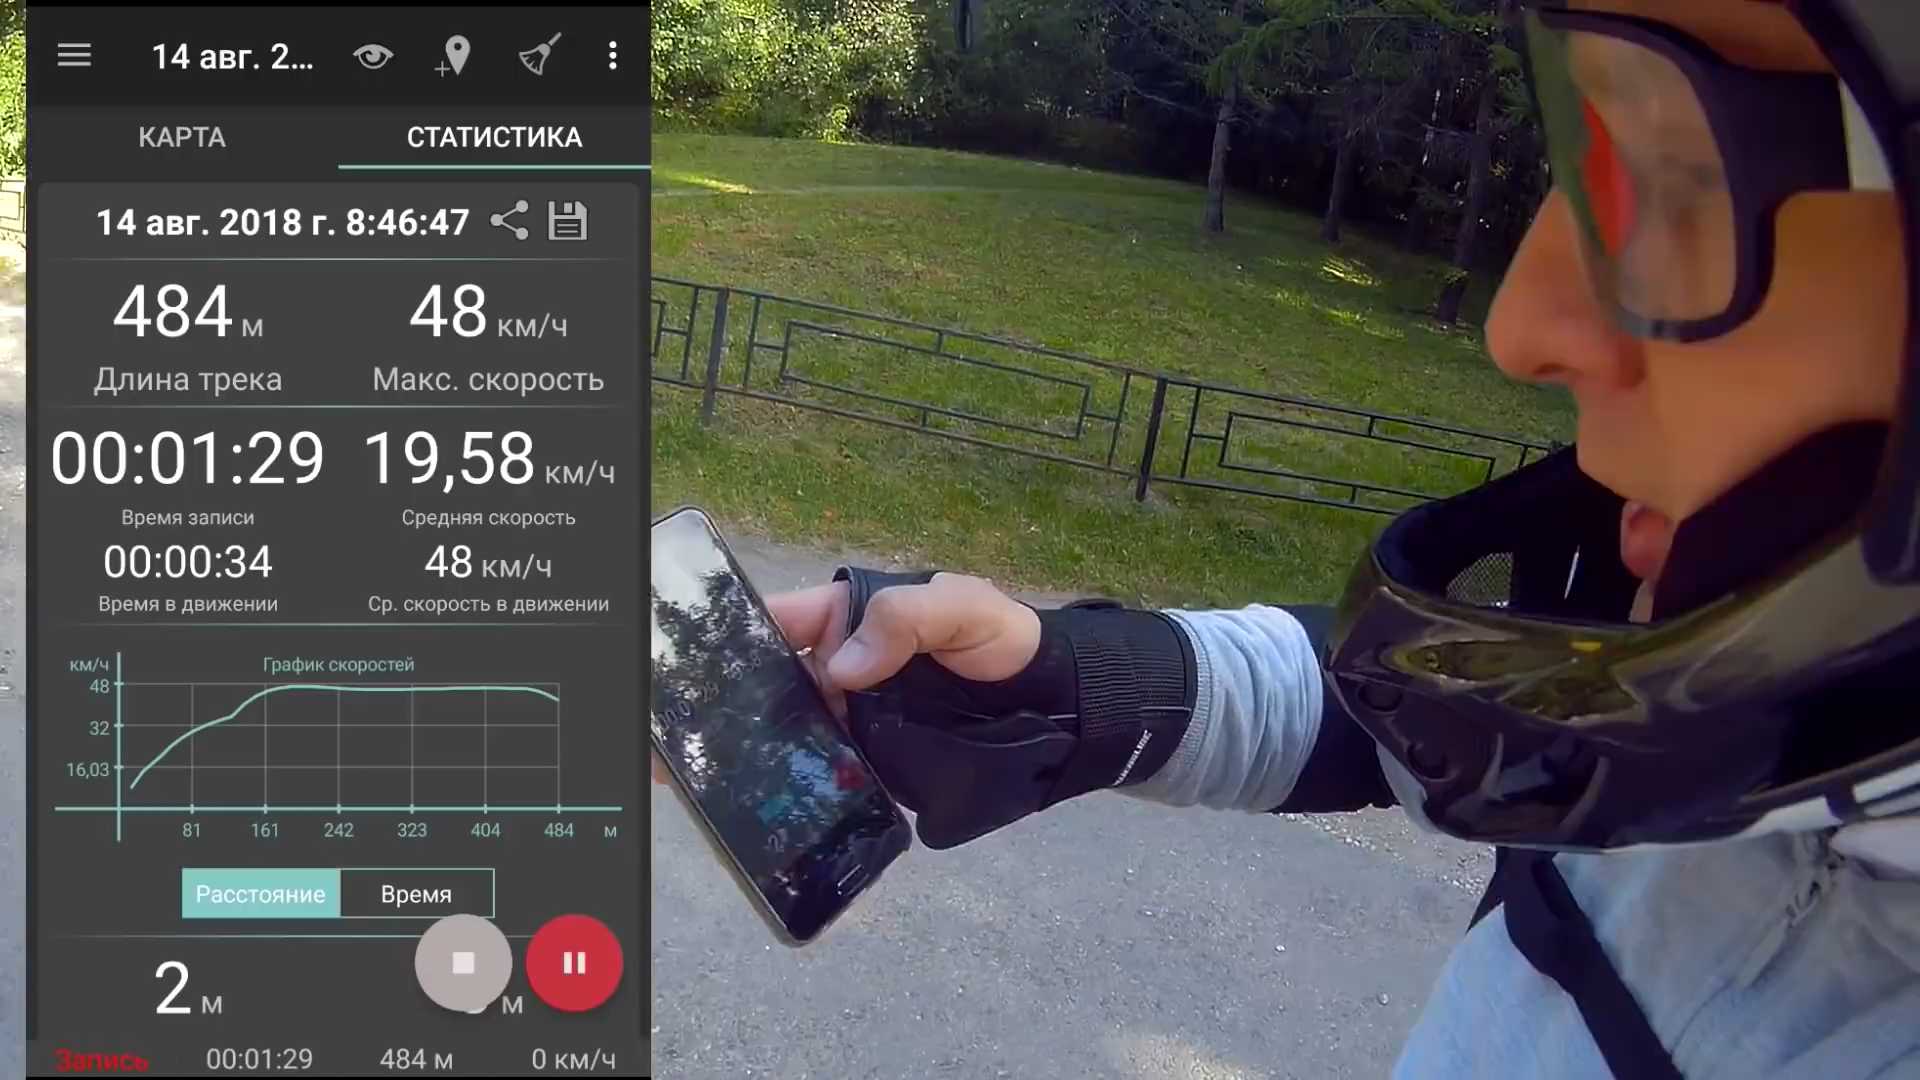 14 авг. 2...
КАРТА СТАТИСТИКА
14 авг. 2018 г. 8:46:47
484 м 48 км/ч
Длина трека Макс. скорость
00:01:29 19,58 км/ч
Время записи Средняя скорость
00:00:34 48 км/ч
Время в движении Ср. скорость в движении
км/ч График скоростей
48
32
16,03
81 161 242 323 404 484 м
Расстояние Время
2 м м
Запись 00:01:29 484 м 0 км/ч